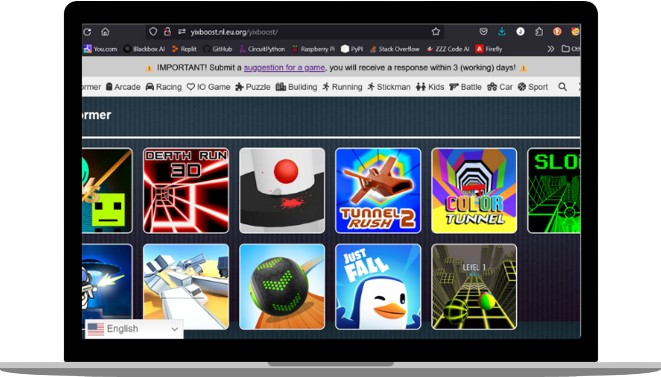 yixboost.nl.eu.org/yixboost/
You.com Blackbox AI Replit GitHub CircuitPython Raspberry Pi PyPI Stack Overflow ZZZ Code AI Firefly
IMPORTANT! Submit a suggestion for a game, you will receive a response within 3 (working) days!
ormer Arcade Racing IO Game Puzzle Building Running Stickman Kids Battle Car Sport
ormer
DEATH RUN
3D
TUNNEL
RUSH 2
COLOR
TUNNEL
SLO
JUST
FALL
LEVEL 1
English